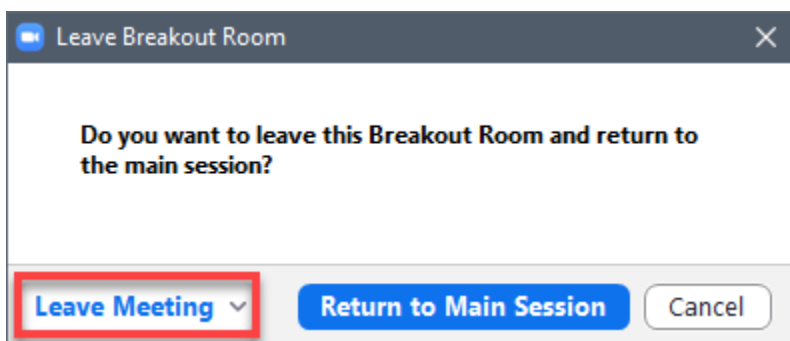 Leave Breakout Room
Do you want to leave this Breakout Room and return to
the main session?
Leave Meeting
Return to Main Session
Cancel